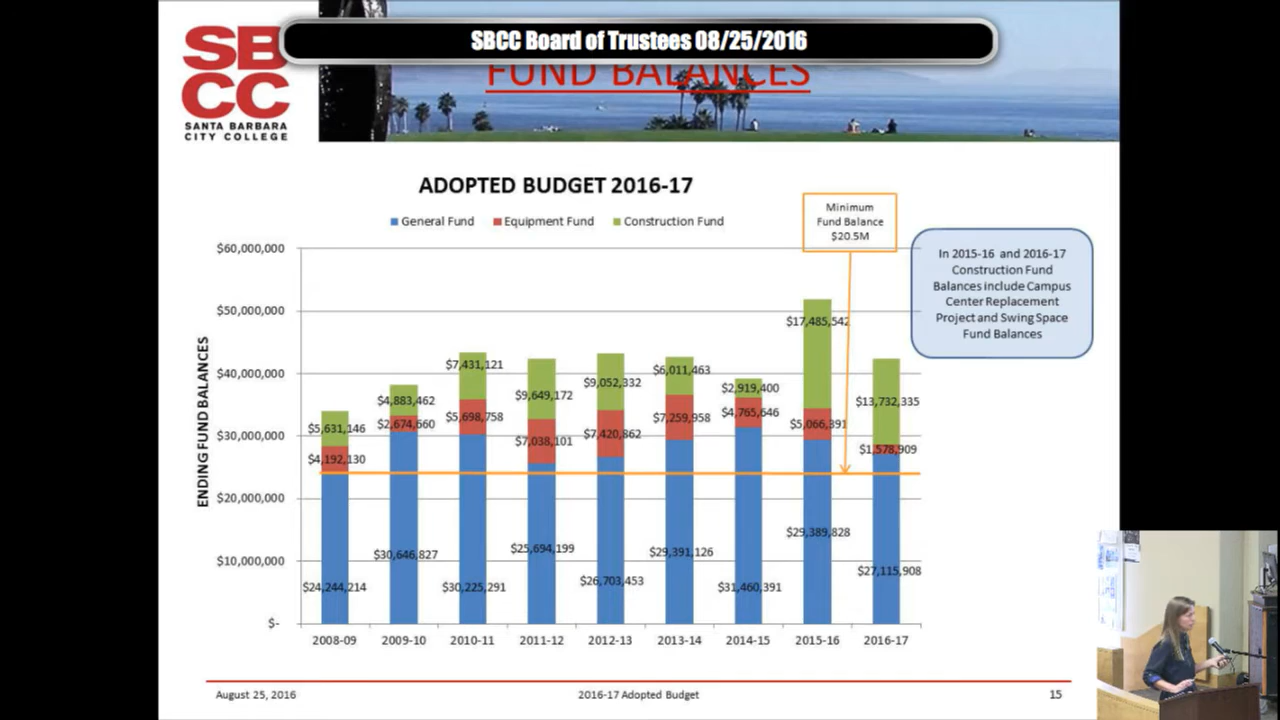 SBCC Board of Trustees 08/25/2016
SB
CC
SANTA BARBARA
CITY COLLEGE
FUND BALANCES
ADOPTED BUDGET 2016-17
General Fund
Equipment Fund
Construction Fund
Minimum
Fund Balance
$20.5M
In 2015-16 and 2016-17
Construction Fund
Balances include Campus
Center Replacement
Project and Swing Space
Fund Balances
ENDING FUND BALANCES
$60,000,000
$50,000,000
$40,000,000
$30,000,000
$20,000,000
$10,000,000
$-
$5,631,146
$4,192,130
$24,244,214
$4,883,462
$2,674,660
$30,646,827
$7,431,121
$5,698,758
$30,225,291
$9,649,172
$7,038,101
$25,694,199
$9,052,332
$7,420,862
$26,703,453
$6,011,463
$7,259,958
$29,391,126
$2,919,400
$4,765,646
$31,460,391
$17,485,542
$5,066,391
$29,389,828
$13,732,335
$1,578,909
$27,115,908
2008-09
2009-10
2010-11
2011-12
2012-13
2013-14
2014-15
2015-16
2016-17
August 25, 2016
2016-17 Adopted Budget
15